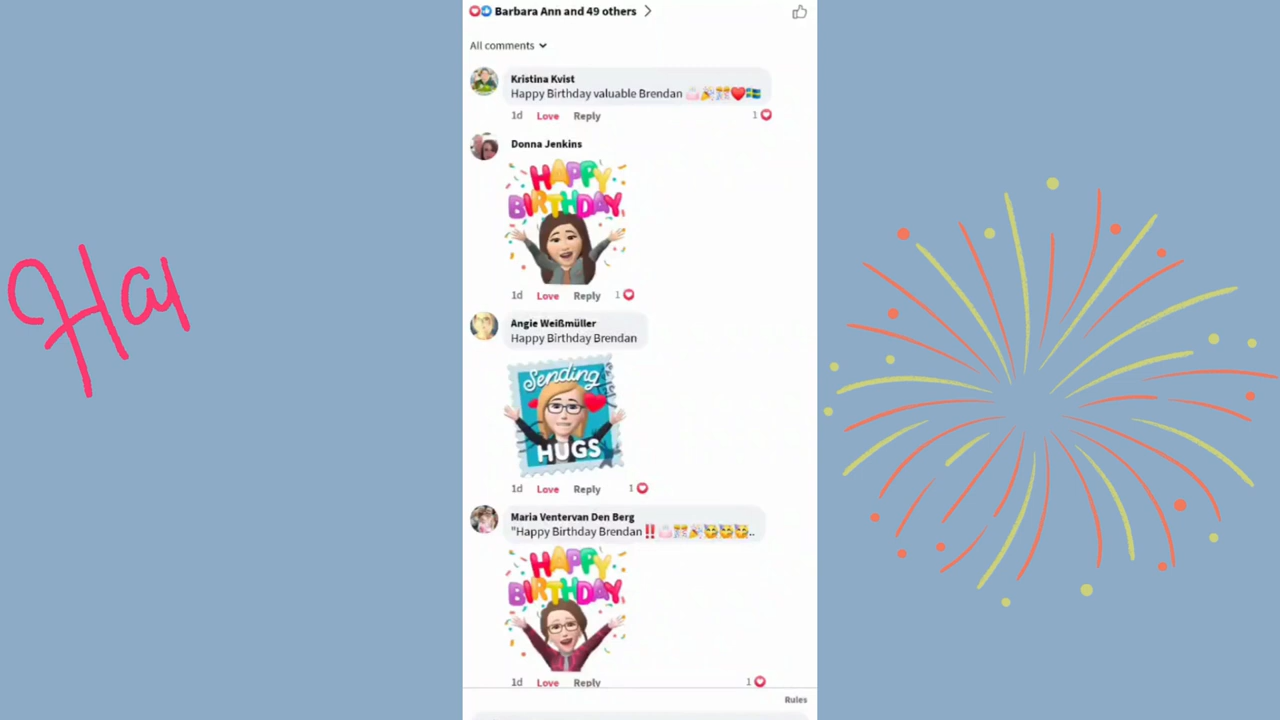 Barbara Ann and 49 others
All comments
Kristina Kvist
Happy Birthday valuable Brendan 🎂🎉🎊❤️🇸🇪
1d Love Reply 1
Donna Jenkins
HAPPY
BIRTHDAY
1d Love Reply 1
Angie Weißmüller
Happy Birthday Brendan
Sending
HUGS
1d Love Reply 1
Maria Ventervan Den Berg
"Happy Birthday Brendan‼️🎂🎊🎉🥳🥳🥳..
HAPPY
BIRTHDAY
1d Love Reply 1
Rules